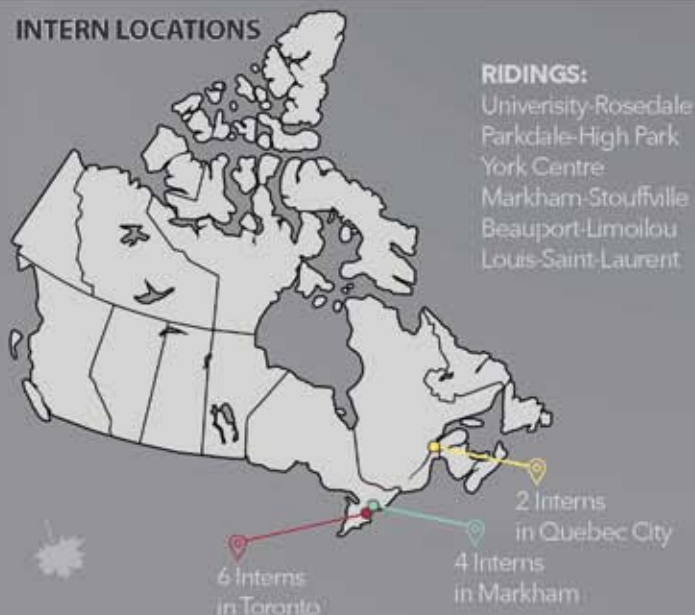 INTERN LOCATIONS
RIDINGS:
Univerisity-Rosedale
Parkdale-High Park
York Centre
Markham-Stouffville
Beauport-Limoilou
Louis-Saint-Laurent
2 Interns
in Quebec City
4 Interns
in Markham
6 Interns
in Toronto